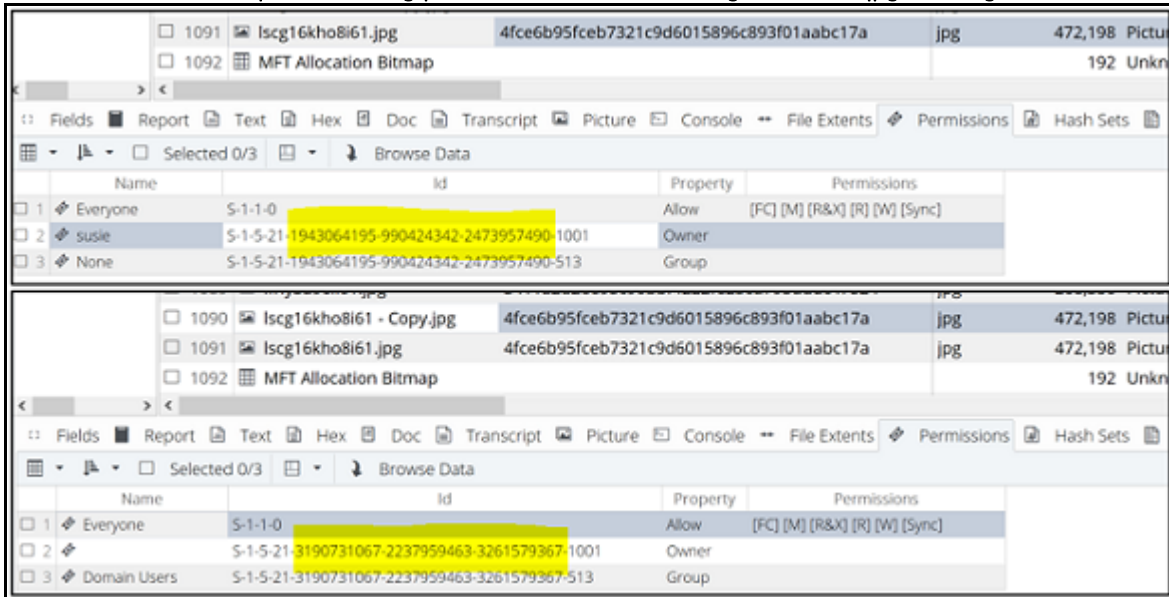 1091 lscg16kho8i61.jpg 4fce6b95fceb7321c9d6015896c893f01aabc17a jpg 472,198 Pictu
1092 MFT Allocation Bitmap 192 Unkn
Fields Report Text Hex Doc Transcript Picture Console File Extents Permissions Hash Sets
Selected 0/3 Browse Data
Name Id Property Permissions
1 Everyone S-1-1-0 Allow [FC] [M] [R&X] [R] [W] [Sync]
2 susie S-1-5-21-1943064195-990424342-2473957490-1001 Owner
3 None S-1-5-21-1943064195-990424342-2473957490-513 Group
1090 lscg16kho8i61 - Copy.jpg 4fce6b95fceb7321c9d6015896c893f01aabc17a jpg 472,198 Pictu
1091 lscg16kho8i61.jpg 4fce6b95fceb7321c9d6015896c893f01aabc17a jpg 472,198 Pictu
1092 MFT Allocation Bitmap 192 Unkn
Fields Report Text Hex Doc Transcript Picture Console File Extents Permissions Hash Sets
Selected 0/3 Browse Data
Name Id Property Permissions
1 Everyone S-1-1-0 Allow [FC] [M] [R&X] [R] [W] [Sync]
2 S-1-5-21-3190731067-2237959463-3261579367-1001 Owner
3 Domain Users S-1-5-21-3190731067-2237959463-3261579367-513 Group